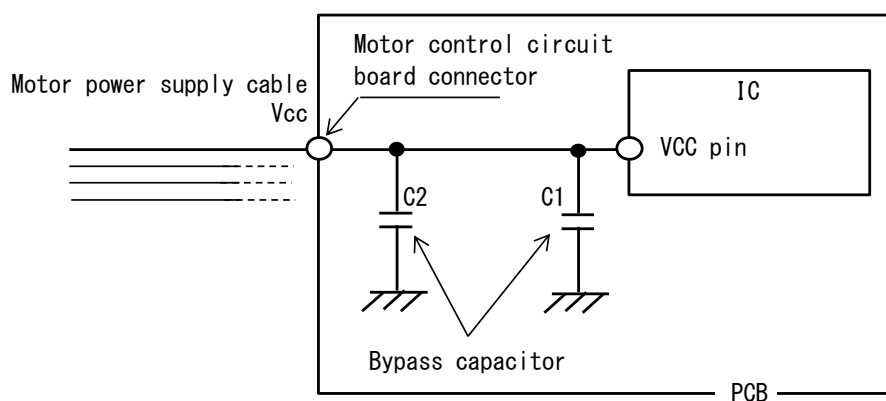 Motor control circuit
board connector
Motor power supply cable
Vcc
IC
VCC pin
C2
C1
Bypass capacitor
PCB